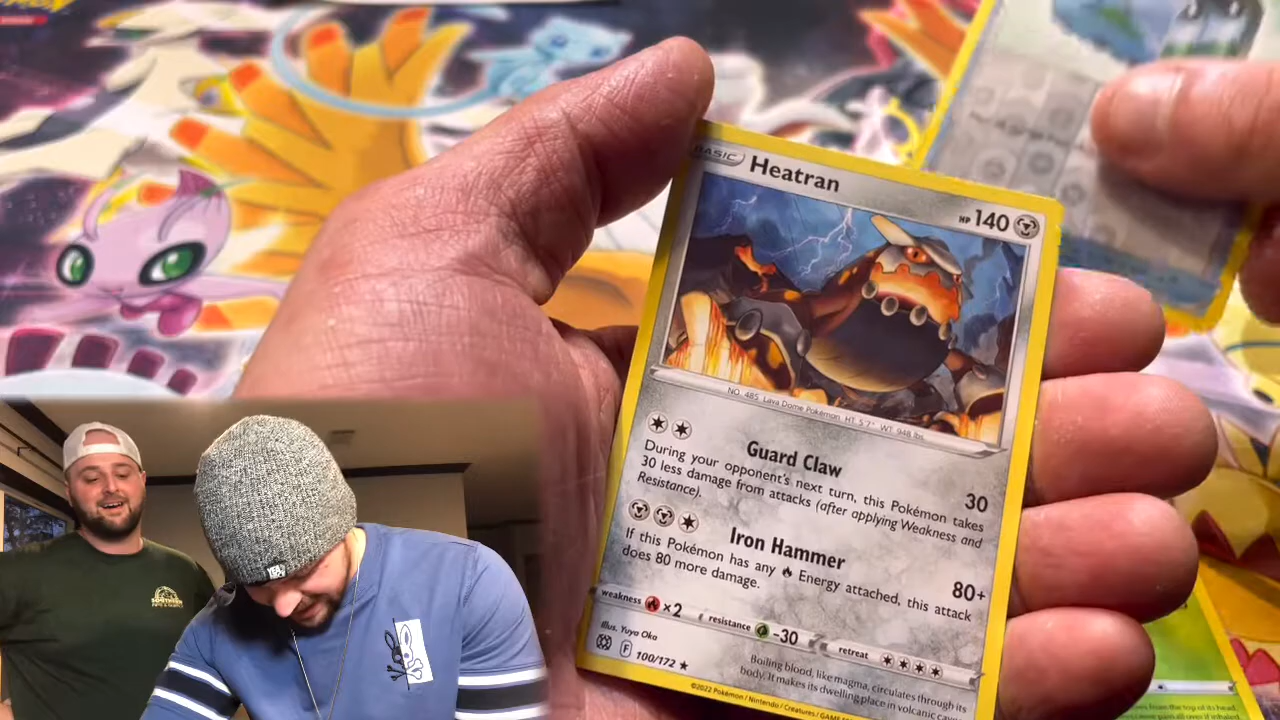 BASIC
Heatran
HP 140
NO. 485 Lava Dome Pokémon HT: 5'7" WT: 948 lbs.
Guard Claw
30
During your opponent's next turn, this Pokémon takes
30 less damage from attacks (after applying Weakness and
Resistance).
Iron Hammer
80+
If this Pokémon has any Energy attached, this attack
does 80 more damage.
weakness ×2
resistance -30
retreat
Illus. Yuya Oka
F 100/172 ★
Boiling blood, like magma, circulates through its
body. It makes its dwelling place in volcanic
©2022 Pokémon / Nintendo / Creatures / GAME
SOUTHERN